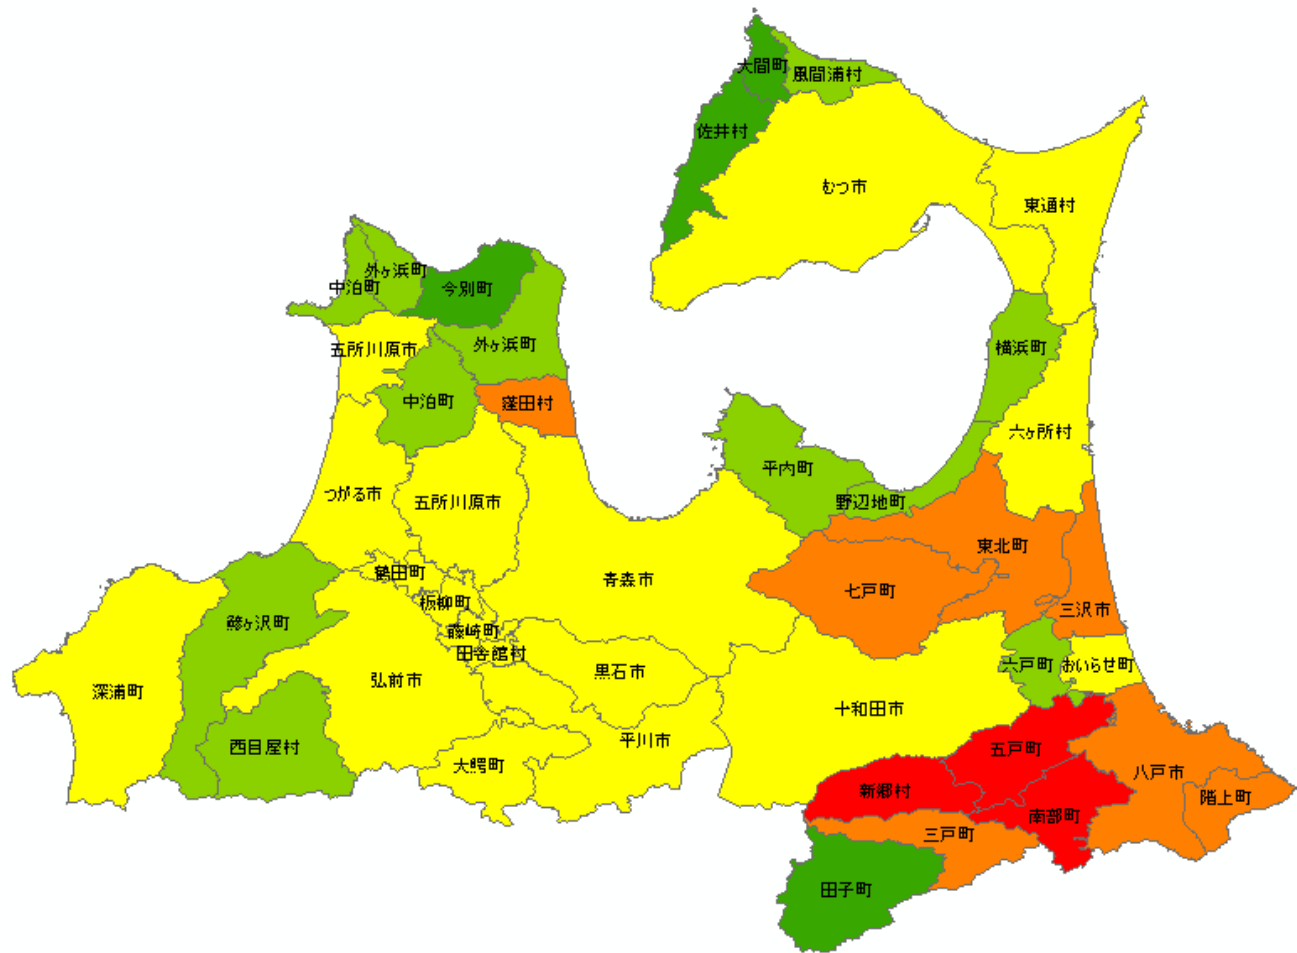 大間町
風間浦村
佐井村
むつ市
東通村
外ヶ浜町
中泊町
今別町
五所川原市
外ヶ浜町
横浜町
中泊町
蓬田村
六ヶ所村
平内町
つがる市
五所川原市
野辺地町
東北町
青森市
鶴田町
七戸町
板柳町
三沢市
鰺ヶ沢町
藤崎町
田舎館村
六戸町
おいらせ町
黒石市
弘前市
深浦町
十和田市
平川市
西目屋村
五戸町
大鰐町
八戸市
新郷村
階上町
南部町
三戸町
田子町